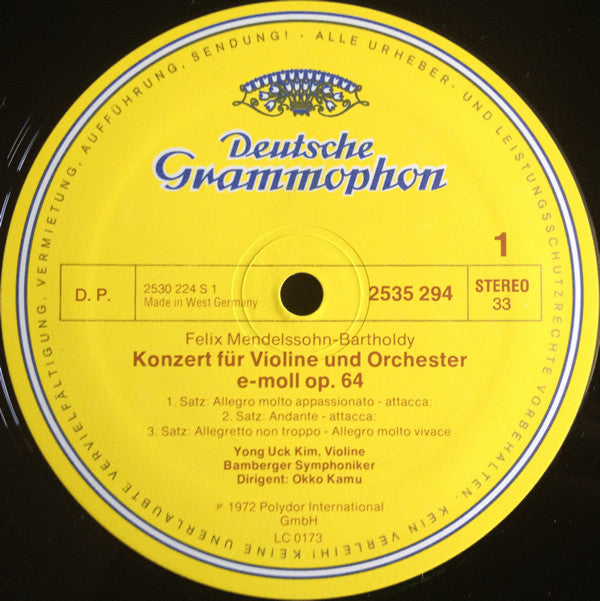 ALLE URHEBER- UND LEISTUNGSSCHUTZRECHTE VORBEHALTEN. KEIN VERLEIH! KEINE UNERLAUBTE VERVIELFÄLTIGUNG. VERMIETUNG, AUFFÜHRUNG, SENDUNG! ·
Deutsche
Grammophon
1
D. P.
2530 224 S 1
Made in West Germany
2535 294
STEREO
33
Felix Mendelssohn-Bartholdy
Konzert für Violine und Orchester
e-moll op. 64
1. Satz: Allegro molto appassionato - attacca:
2. Satz: Andante - attacca:
3. Satz: Allegretto non troppo - Allegro molto vivace
Yong Uck Kim, Violine
Bamberger Symphoniker
Dirigent: Okko Kamu
℗ 1972 Polydor International
GmbH
LC 0173